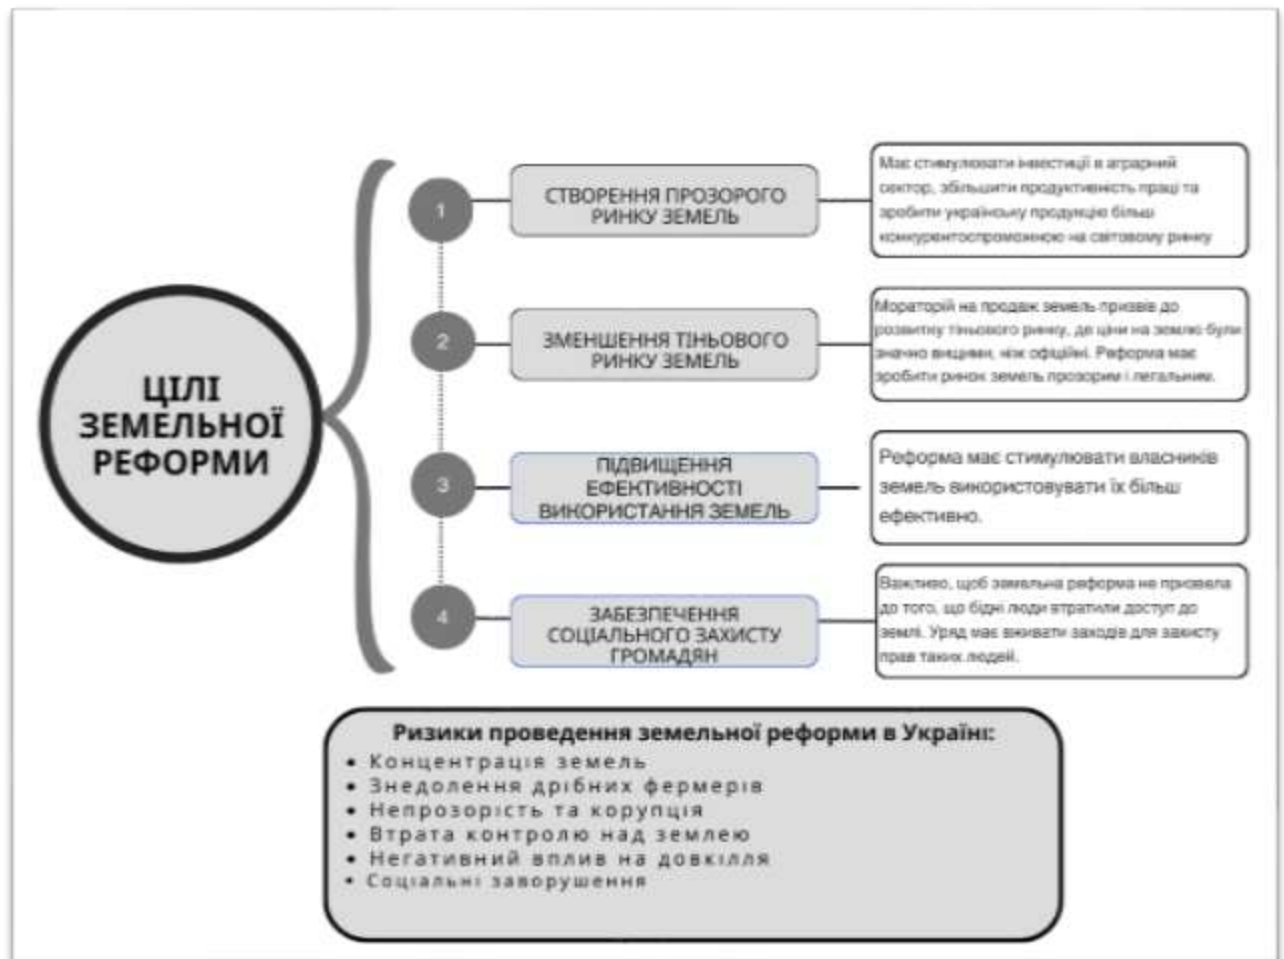 ЦІЛІ
ЗЕМЕЛЬНОЇ
РЕФОРМИ
1
СТВОРЕННЯ ПРОЗОРОГО
РИНКУ ЗЕМЕЛЬ
Має стимулювати інвестиції в аграрний
сектор, збільшити продуктивність праці та
зробити українську продукцію більш
конкурентоспроможною на світовому ринку
2
ЗМЕНШЕННЯ ТІНЬОВОГО
РИНКУ ЗЕМЕЛЬ
Мораторій на продаж земель призвів до
розвитку тіньового ринку, де ціни на землю були
значно вищими, ніж офіційні. Реформа має
зробити ринок земель прозорим і легальним.
3
ПІДВИЩЕННЯ
ЕФЕКТИВНОСТІ
ВИКОРИСТАННЯ ЗЕМЕЛЬ
Реформа має стимулювати власників
земель використовувати їх більш
ефективно.
4
ЗАБЕЗПЕЧЕННЯ
СОЦІАЛЬНОГО ЗАХИСТУ
ГРОМАДЯН
Важливо, щоб земельна реформа не призвела
до того, що бідні люди втратили доступ до
землі. Уряд має вживати заходів для захисту
прав таких людей.
Ризики проведення земельної реформи в Україні:
• Концентрація земель
• Знедолення дрібних фермерів
• Непрозорість та корупція
• Втрата контролю над землею
• Негативний вплив на довкілля
• Соціальні заворушення